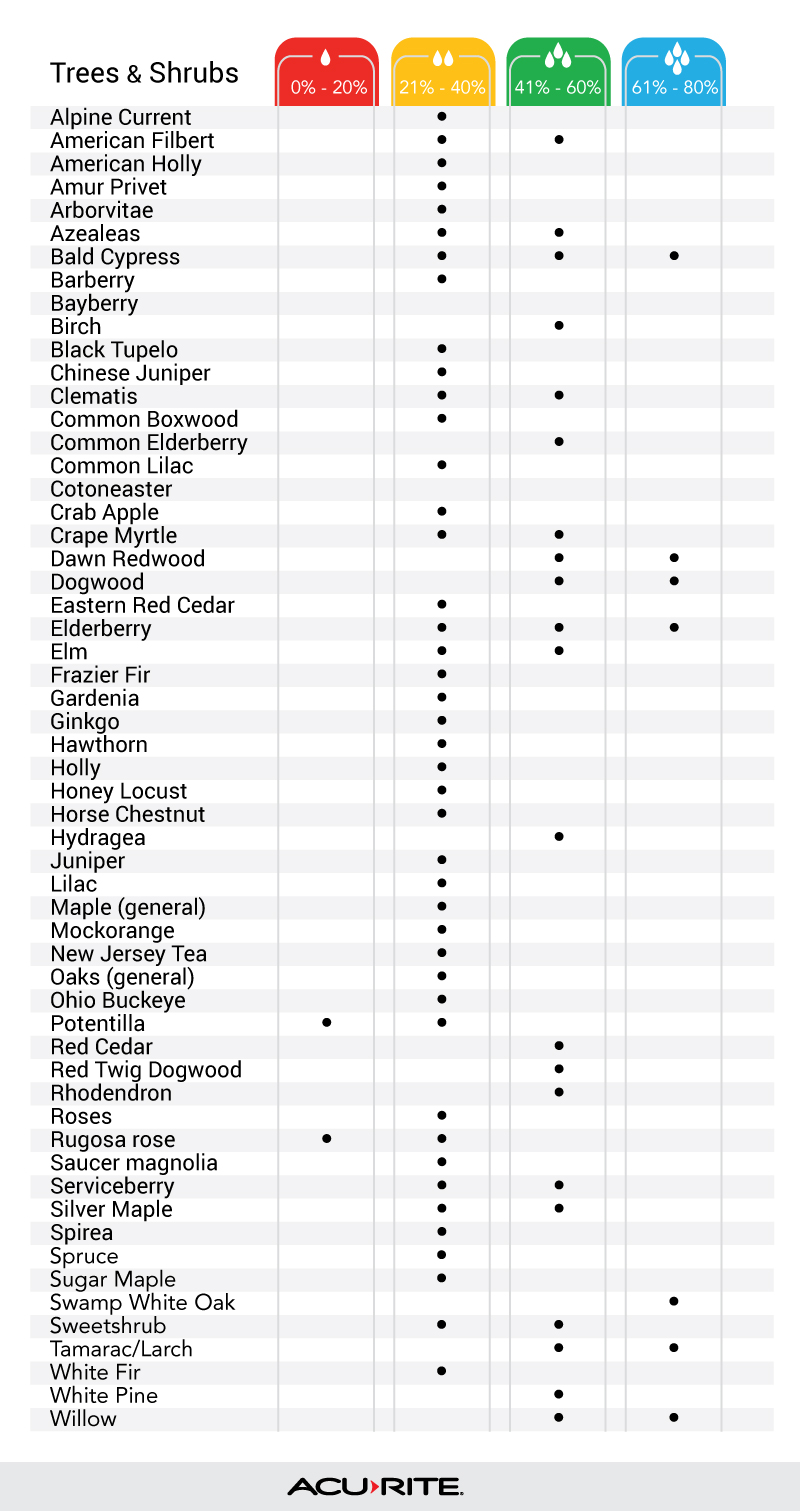 Trees & Shrubs 0% - 20% 21% - 40% 41% - 60% 61% - 80%
Alpine Current
American Filbert
American Holly
Amur Privet
Arborvitae
Azealeas
Bald Cypress
Barberry
Bayberry
Birch
Black Tupelo
Chinese Juniper
Clematis
Common Boxwood
Common Elderberry
Common Lilac
Cotoneaster
Crab Apple
Crape Myrtle
Dawn Redwood
Dogwood
Eastern Red Cedar
Elderberry
Elm
Frazier Fir
Gardenia
Ginkgo
Hawthorn
Holly
Honey Locust
Horse Chestnut
Hydragea
Juniper
Lilac
Maple (general)
Mockorange
New Jersey Tea
Oaks (general)
Ohio Buckeye
Potentilla
Red Cedar
Red Twig Dogwood
Rhodendron
Roses
Rugosa rose
Saucer magnolia
Serviceberry
Silver Maple
Spirea
Spruce
Sugar Maple
Swamp White Oak
Sweetshrub
Tamarac/Larch
White Fir
White Pine
Willow
ACURITE